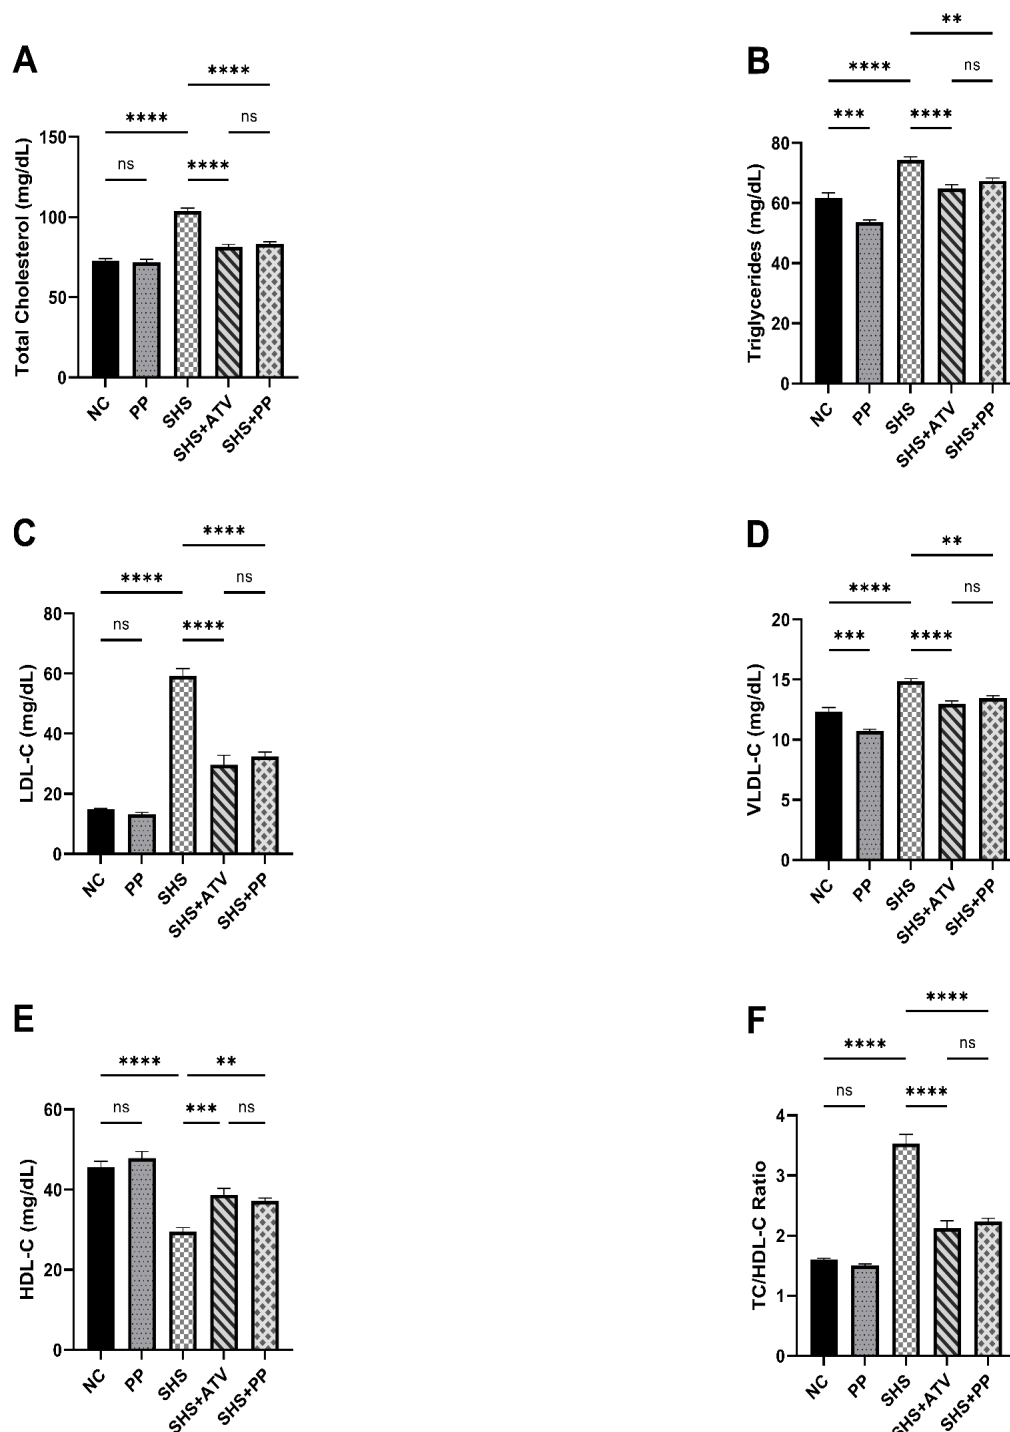 A
****
**** ns
ns ****
Total Cholesterol (mg/dL)
150
100
50
0
NC PP SHS SHS+ATV SHS+PP
B
**
**** ns
*** ****
Triglycerides (mg/dL)
80
60
40
20
0
NC PP SHS SHS+ATV SHS+PP
C
****
**** ns
ns ****
LDL-C (mg/dL)
80
60
40
20
0
NC PP SHS SHS+ATV SHS+PP
D
**
**** ns
*** ****
VLDL-C (mg/dL)
20
15
10
5
0
NC PP SHS SHS+ATV SHS+PP
E
**** **
ns *** ns
HDL-C (mg/dL)
60
40
20
0
NC PP SHS SHS+ATV SHS+PP
F
****
**** ns
ns ****
TC/HDL-C Ratio
4
3
2
1
0
NC PP SHS SHS+ATV SHS+PP